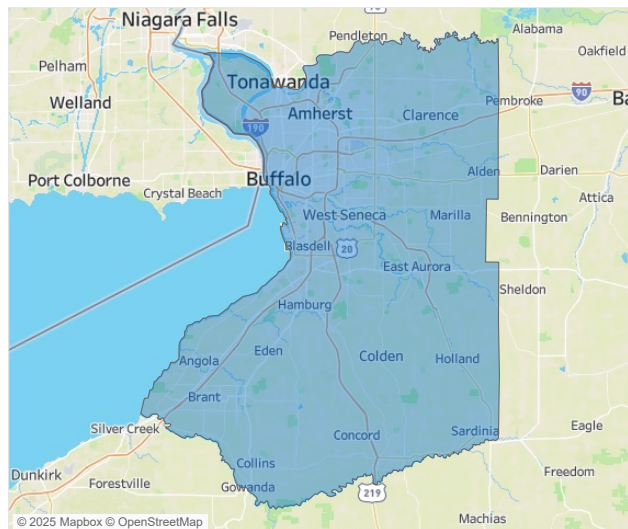 90
Niagara Falls
Pendleton
Alabama
Oakfield
Pelham
Tonawanda
Welland
Amherst
Clarence
Pembroke
90
Ba
190
Port Colborne
Crystal Beach
Buffalo
Alden
Darien
Attica
West Seneca
Marilla
Bennington
Blasdell
20
East Aurora
Sheldon
Hamburg
Angola
Eden
Colden
Holland
Brant
Silver Creek
Concord
Sardinia
Eagle
Dunkirk
Forestville
Collins
Gowanda
219
Freedom
Machias
© 2025 Mapbox © OpenStreetMap